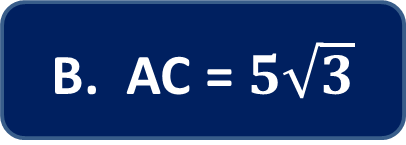 B. AC = 5√3